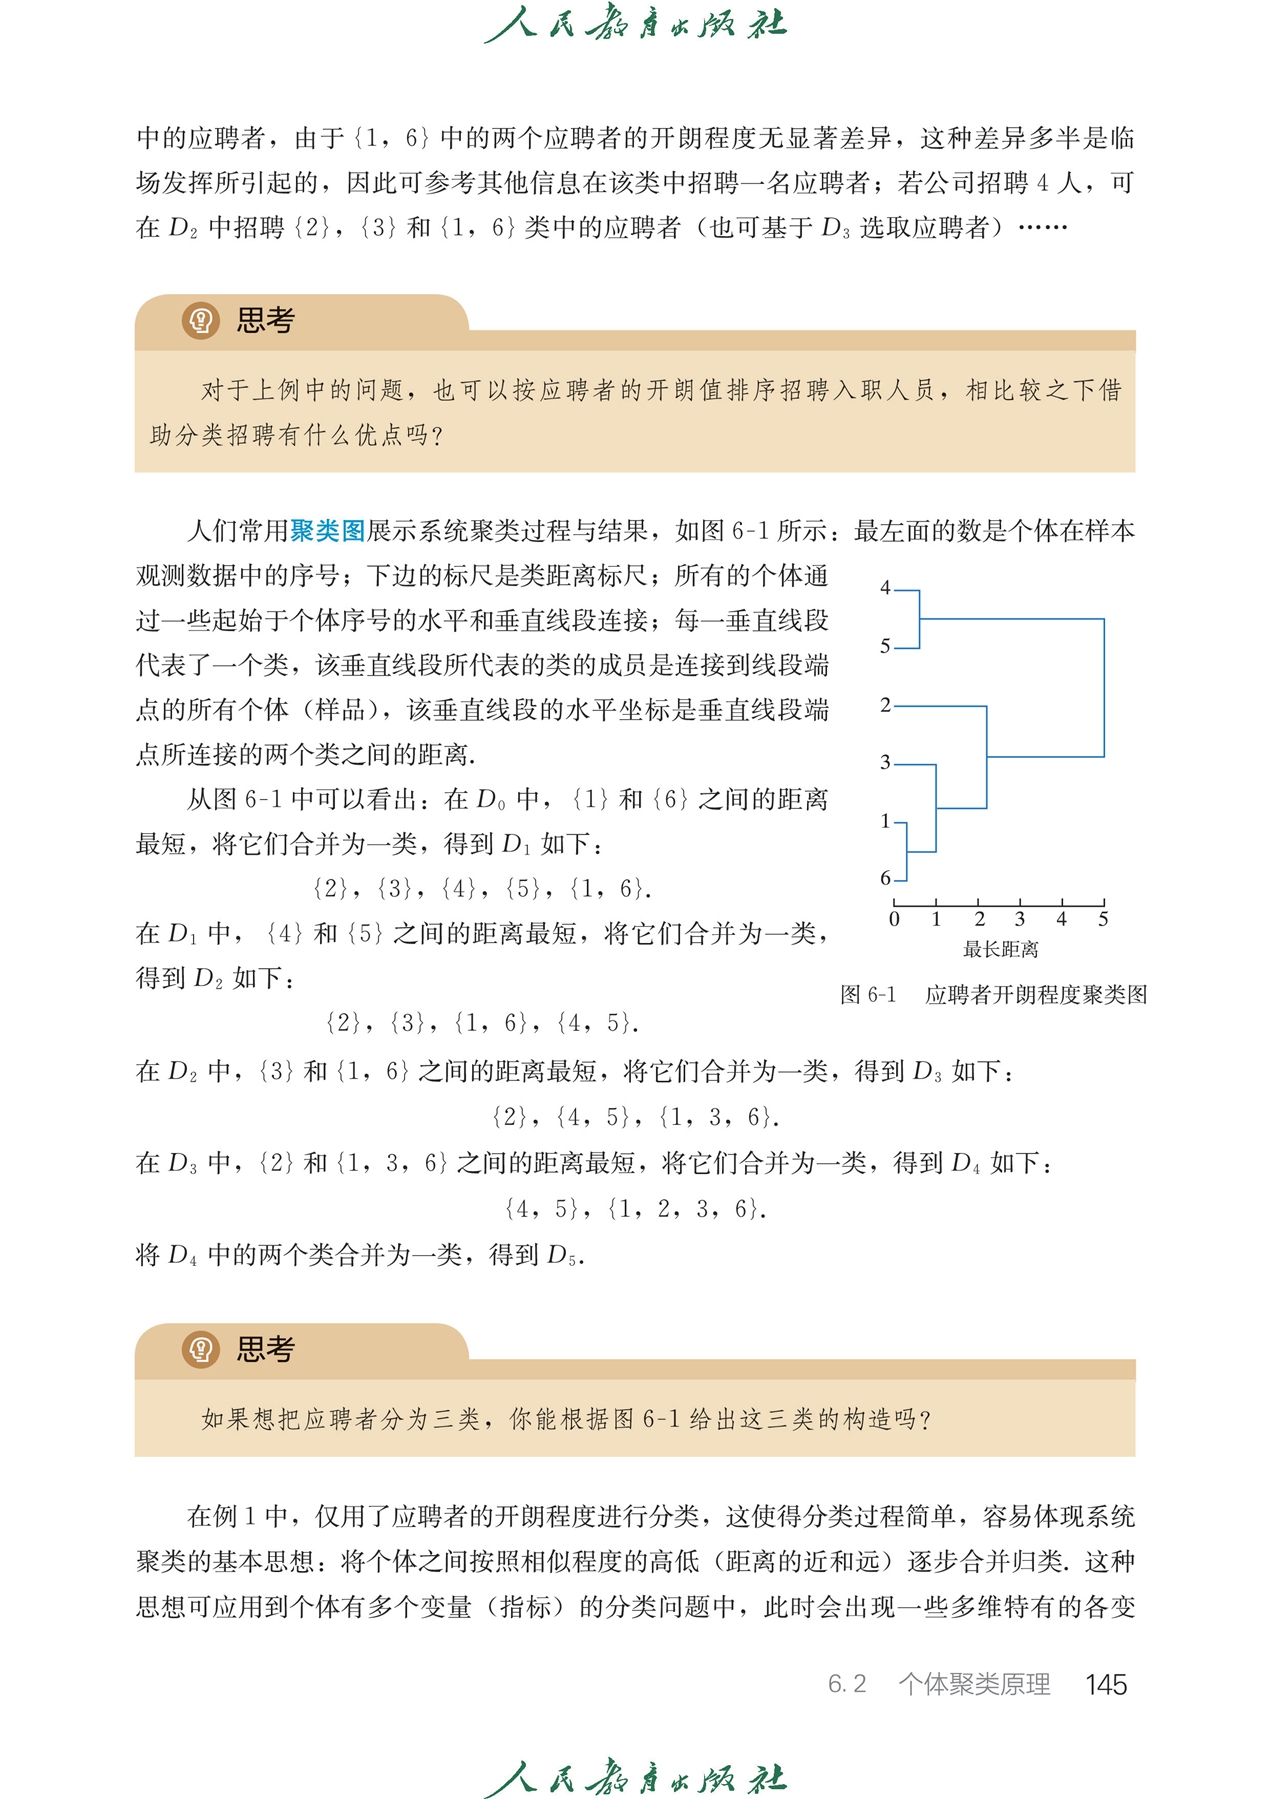 人民教育出版社
中的应聘者，由于{1，6}中的两个应聘者的开朗程度无显著差异，这种差异多半是临
场发挥所引起的，因此可参考其他信息在该类中招聘一名应聘者；若公司招聘 4 人，可
在 D₂ 中招聘{2}，{3}和{1，6}类中的应聘者（也可基于 D₃ 选取应聘者）……
思考
对于上例中的问题，也可以按应聘者的开朗值排序招聘入职人员，相比较之下借
助分类招聘有什么优点吗？
人们常用聚类图展示系统聚类过程与结果，如图 6-1 所示：最左面的数是个体在样本
观测数据中的序号；下边的标尺是类距离标尺；所有的个体通
过一些起始于个体序号的水平和垂直线段连接；每一垂直线段
代表了一个类，该垂直线段所代表的类的成员是连接到线段端
点的所有个体（样品），该垂直线段的水平坐标是垂直线段端
点所连接的两个类之间的距离.
从图 6-1 中可以看出：在 D₀ 中，{1}和{6}之间的距离
最短，将它们合并为一类，得到 D₁ 如下：
{2}，{3}，{4}，{5}，{1，6}.
在 D₁ 中，{4}和{5}之间的距离最短，将它们合并为一类，
得到 D₂ 如下：
{2}，{3}，{1，6}，{4，5}.
4
5
2
3
1
6
0 1 2 3 4 5
最长距离
图 6-1 应聘者开朗程度聚类图
在 D₂ 中，{3}和{1，6}之间的距离最短，将它们合并为一类，得到 D₃ 如下：
{2}，{4，5}，{1，3，6}.
在 D₃ 中，{2}和{1，3，6}之间的距离最短，将它们合并为一类，得到 D₄ 如下：
{4，5}，{1，2，3，6}.
将 D₄ 中的两个类合并为一类，得到 D₅.
思考
如果想把应聘者分为三类，你能根据图 6-1 给出这三类的构造吗？
在例 1 中，仅用了应聘者的开朗程度进行分类，这使得分类过程简单，容易体现系统
聚类的基本思想：将个体之间按照相似程度的高低（距离的近和远）逐步合并归类. 这种
思想可应用到个体有多个变量（指标）的分类问题中，此时会出现一些多维特有的各变
6.2 个体聚类原理 145
人民教育出版社